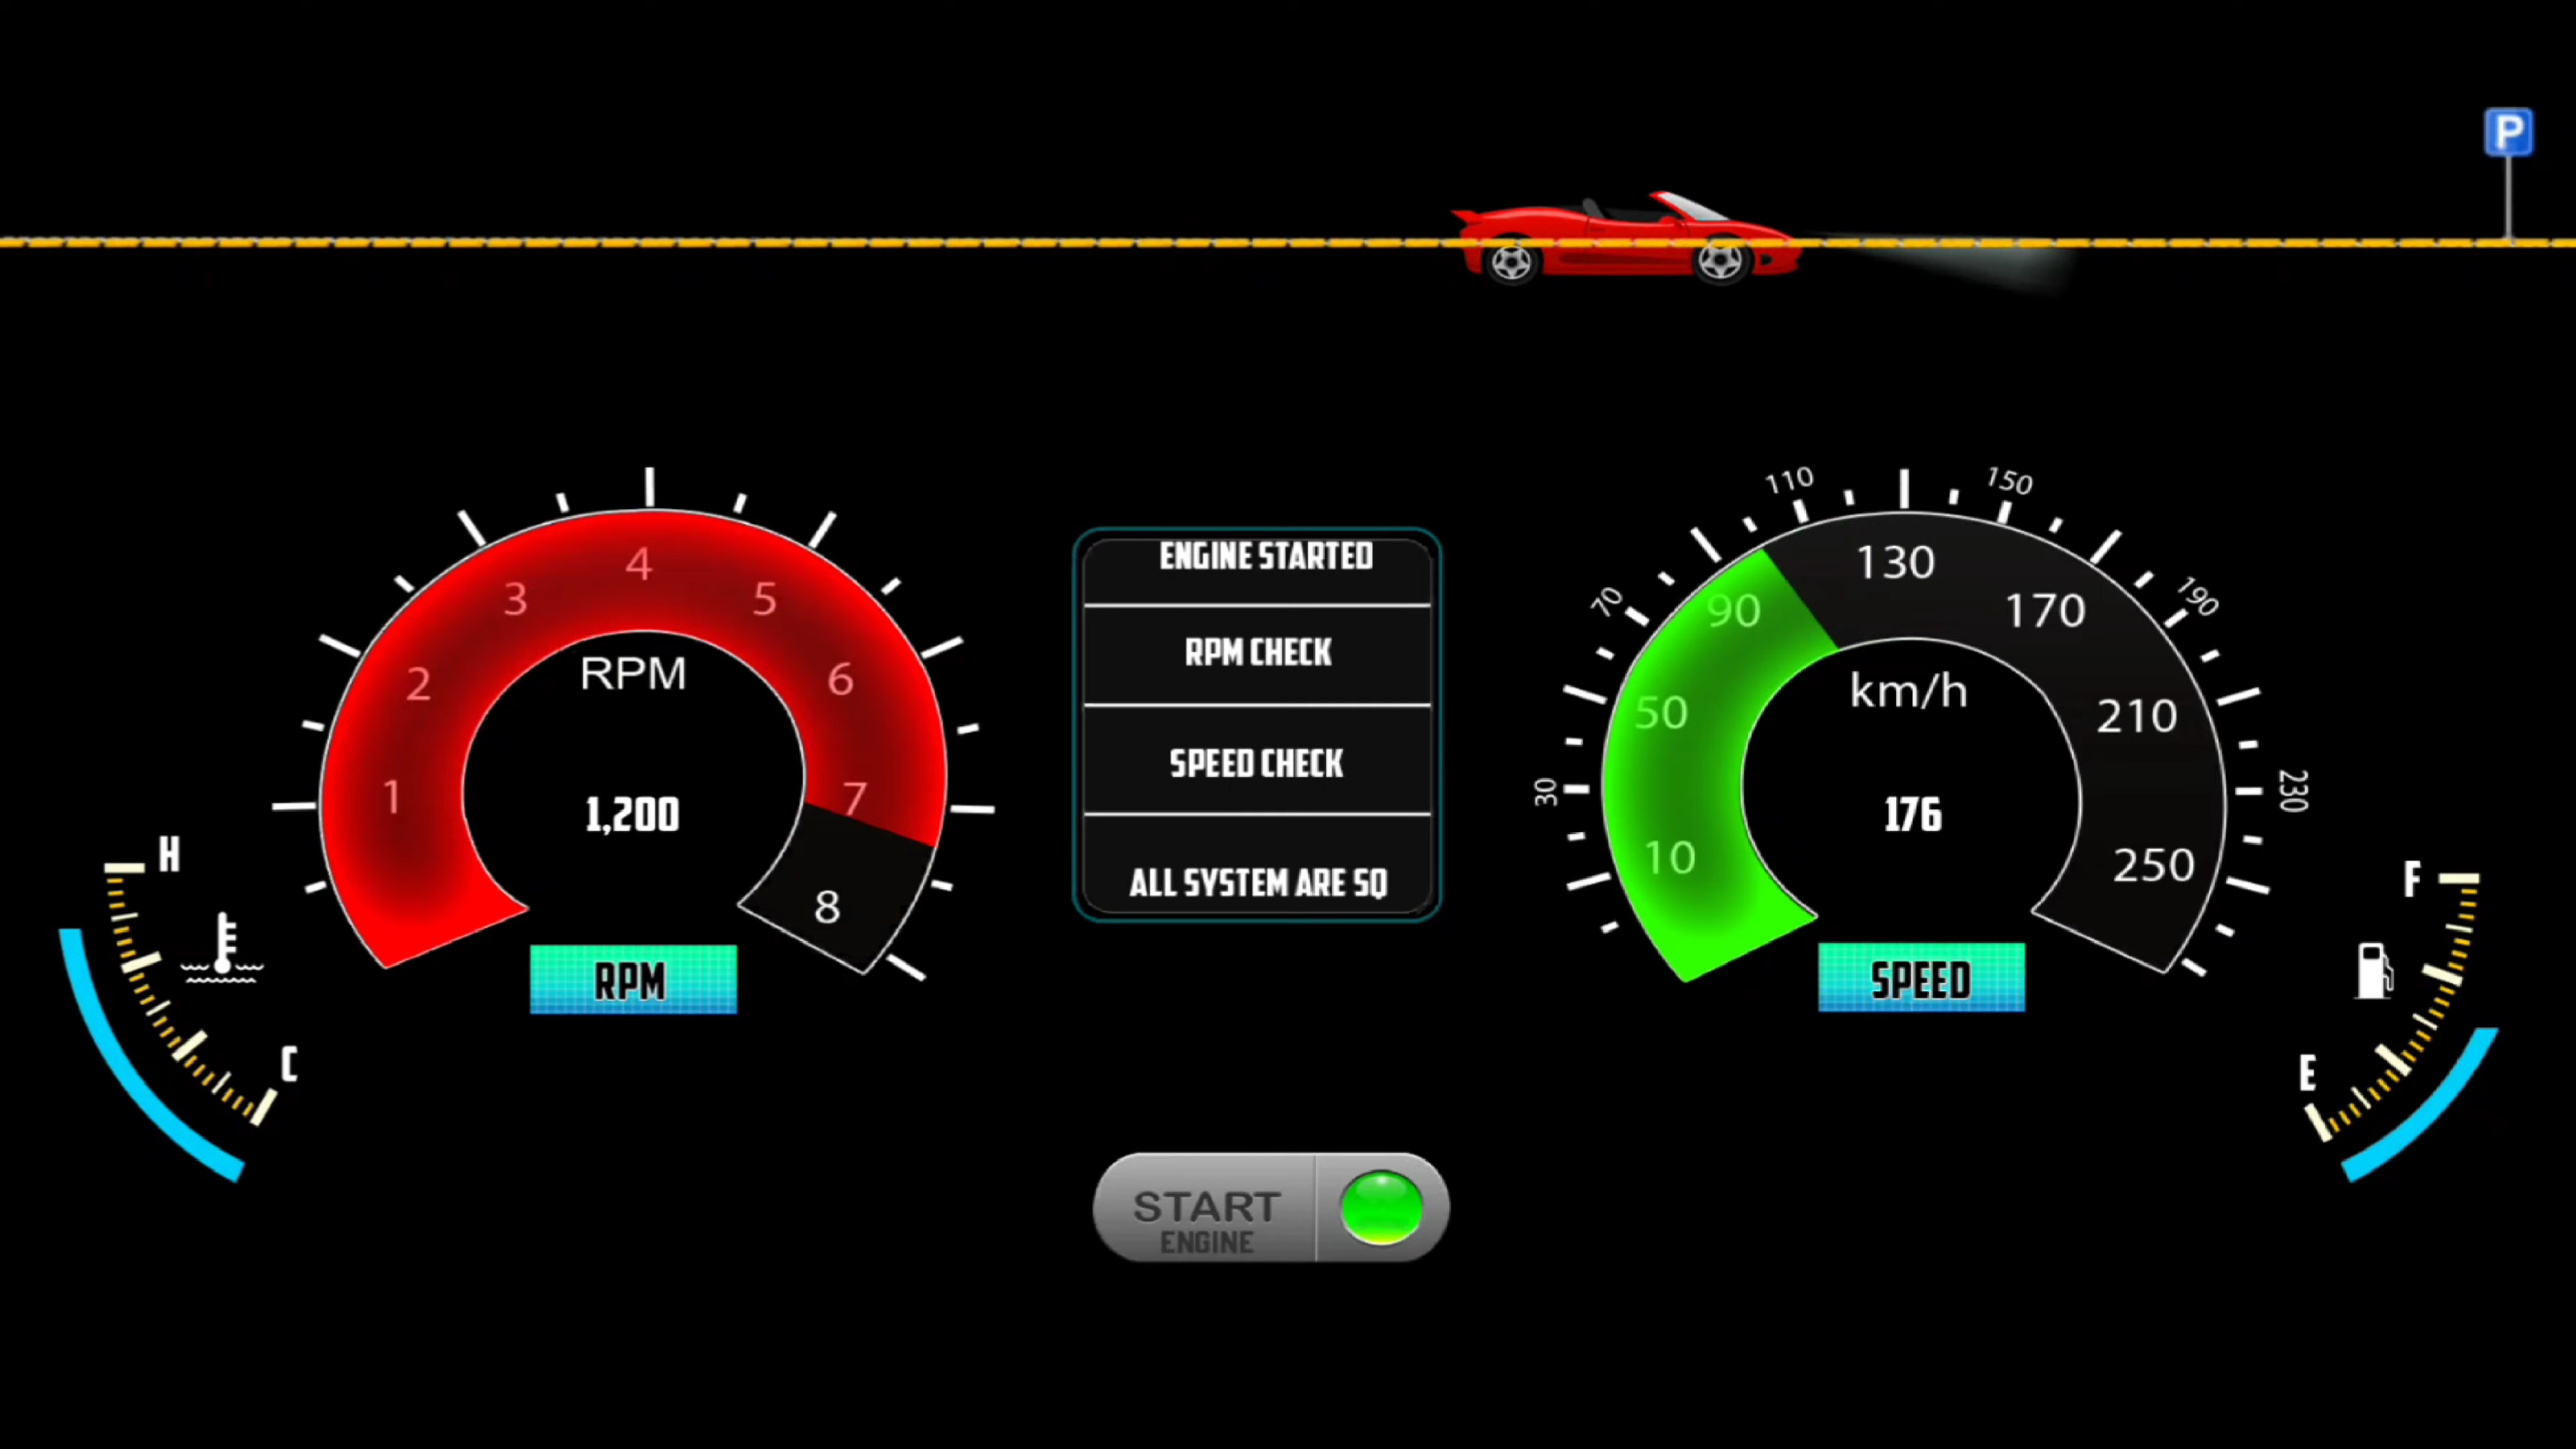 P
ENGINE STARTED
RPM CHECK
SPEED CHECK
ALL SYSTEM ARE SQ
1
2
3
4
5
6
7
8
RPM
1,200
RPM
10
30
50
70
90
110
130
150
170
190
210
230
250
km/h
176
SPEED
H
C
F
E
START
ENGINE